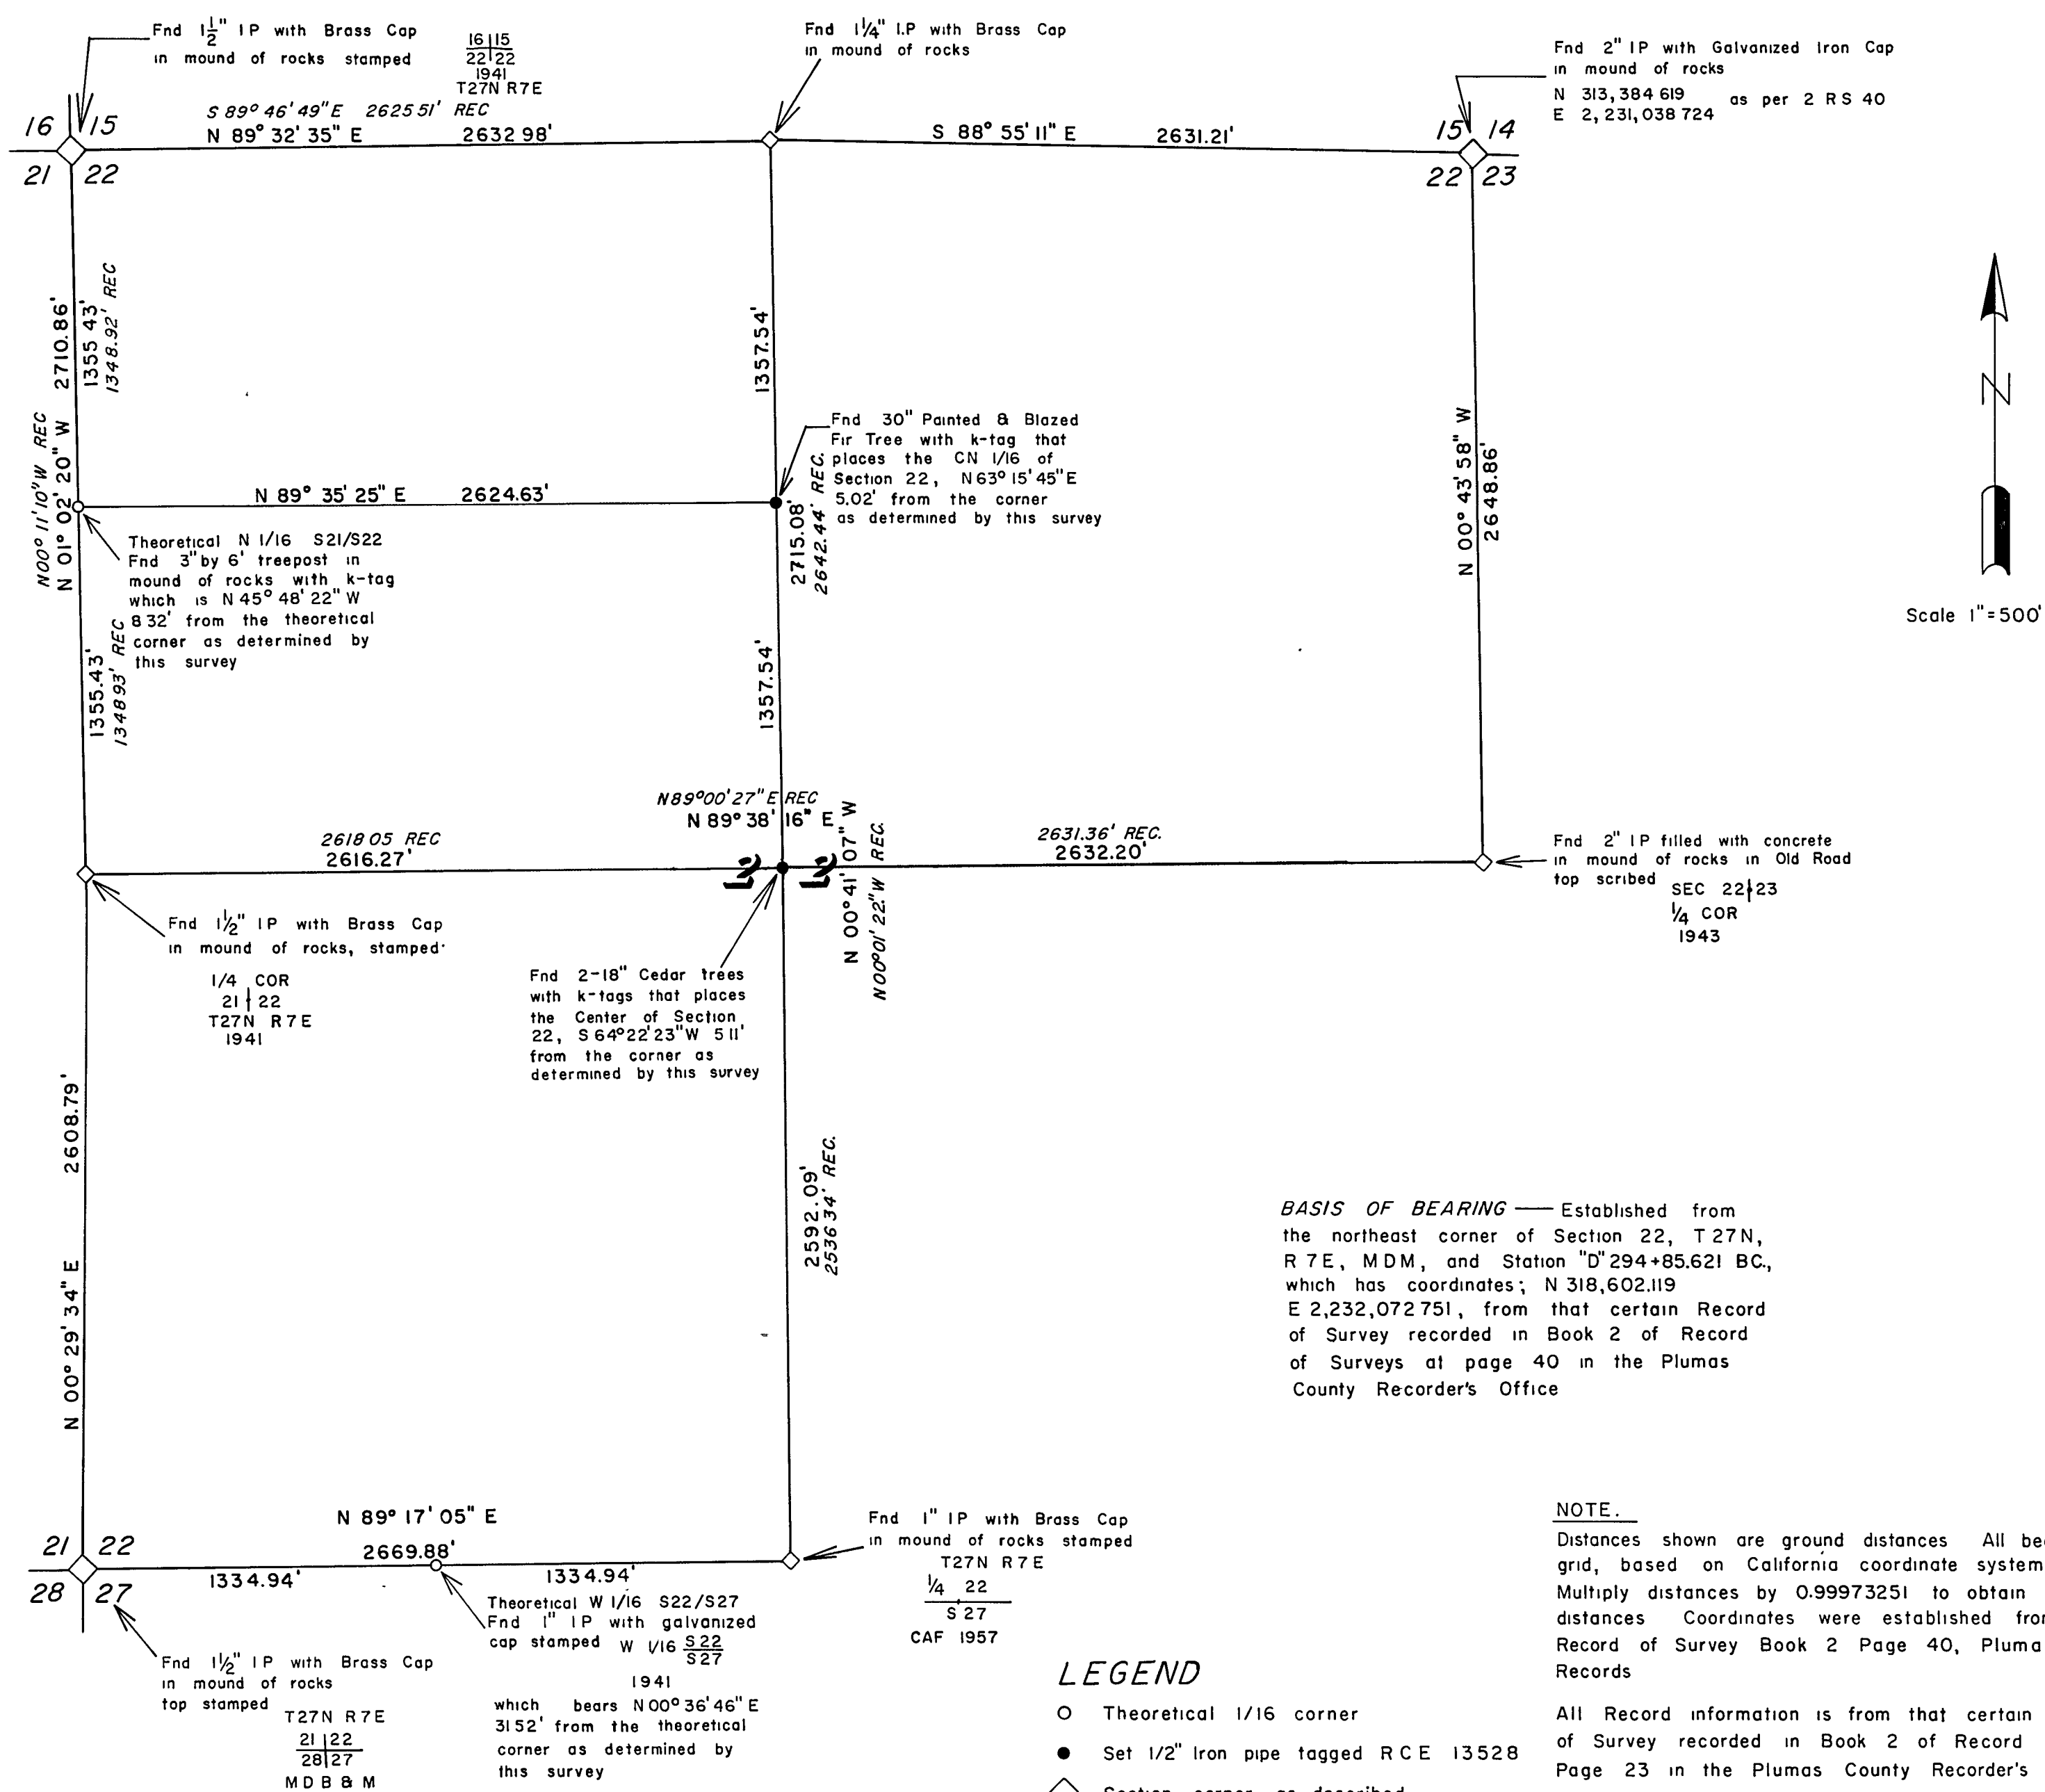 Fnd 1 1/2" I P with Brass Cap
in mound of rocks stamped
16|15
22|22
1941
T27N R7E
Fnd 1 1/4" I.P with Brass Cap
in mound of rocks
Fnd 2" I P with Galvanized Iron Cap
in mound of rocks
N 313,384 619
E 2,231,038 724
as per 2 RS 40
S 89° 46' 49" E 2625 51' REC
N 89° 32' 35" E 2632 98'
S 88° 55' 11" E 2631.21'
16 15
21 22
15 14
22 23
2710.86'
1355 43'
1348.92' REC
N00° 11' 10" W REC
N 01° 02' 20" W
1357.54'
Fnd 30" Painted & Blazed
Fir Tree with k-tag that
places the CN 1/16 of
Section 22, N 63° 15' 45" E
5.02' from the corner
as determined by this survey
N 00° 43' 58" W
2648.86'
N
Scale 1" = 500'
N 89° 35' 25" E 2624.63'
2715.08'
2642.44' REC.
Theoretical N 1/16 S21/S22
Fnd 3" by 6' treepost in
mound of rocks with k-tag
which is N 45° 48' 22" W
8 32' from the theoretical
corner as determined by
this survey
1355.43'
1348 93' REC
1357.54'
N89° 00' 27" E REC
N 89° 38' 16" E
2618 05 REC
2616.27'
N 00° 41' 07" W
N00° 01' 22." W REC.
2631.36' REC.
2632.20'
Fnd 2" I P filled with concrete
in mound of rocks in Old Road
top scribed
SEC 22|23
1/4 COR
1943
Fnd 1 1/2" I P with Brass Cap
in mound of rocks, stamped
1/4 COR
21 | 22
T27N R 7 E
1941
Fnd 2-18" Cedar trees
with k-tags that places
the Center of Section
22, S 64° 22' 23" W 5 11'
from the corner as
determined by this survey
2608.79'
N 00° 29' 34" E
2592.09'
2536 34' REC.
BASIS OF BEARING — Established from
the northeast corner of Section 22, T 27N,
R 7E, M D M, and Station "D" 294+85.621 BC.,
which has coordinates; N 318,602.119
E 2,232,072 751, from that certain Record
of Survey recorded in Book 2 of Record
of Surveys at page 40 in the Plumas
County Recorder's Office
N 89° 17' 05" E
2669.88'
1334.94'
1334.94'
21 22
28 27
Fnd 1" I P with Brass Cap
in mound of rocks stamped
T27N R 7 E
1/4 22
S 27
CAF 1957
Theoretical W 1/16 S22/S27
Fnd 1" I P with galvanized
cap stamped W 1/16 S 22
S 27
1941
which bears N 00° 36' 46" E
31 52' from the theoretical
corner as determined by
this survey
Fnd 1 1/2" I P with Brass Cap
in mound of rocks
top stamped
T27N R 7 E
21 | 22
28|27
M D B & M
LEGEND
Theoretical 1/16 corner
Set 1/2" Iron pipe tagged R C E 13528
Section corner as described
NOTE.
Distances shown are ground distances All bea
grid, based on California coordinate system
Multiply distances by 0.99973251 to obtain
distances Coordinates were established from
Record of Survey Book 2 Page 40, Pluma
Records
All Record information is from that certain
of Survey recorded in Book 2 of Record
Page 23 in the Plumas County Recorder's